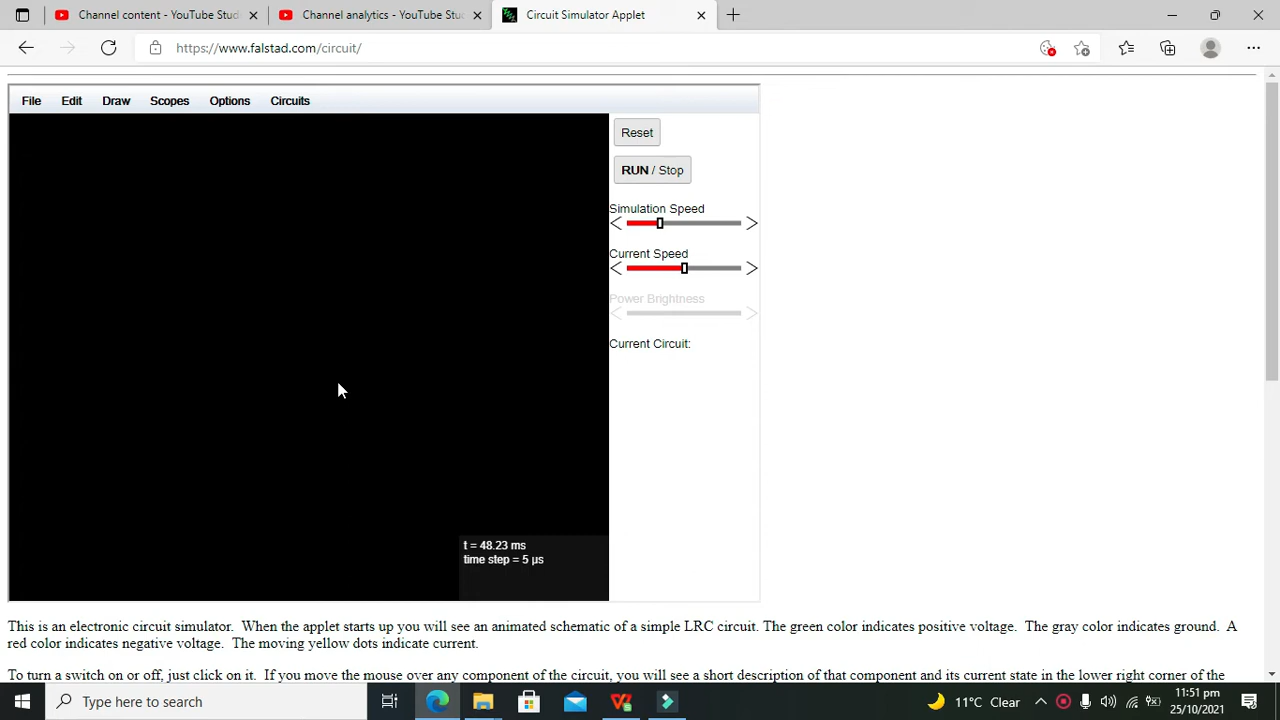 Channel content - YouTube Stud
Channel analytics - YouTube Stu
Circuit Simulator Applet
https://www.falstad.com/circuit/
File Edit Draw Scopes Options Circuits
Reset
RUN / Stop
Simulation Speed
Current Speed
Power Brightness
Current Circuit:
t = 48.23 ms
time step = 5 µs
This is an electronic circuit simulator. When the applet starts up you will see an animated schematic of a simple LRC circuit. The green color indicates positive voltage. The gray color indicates ground. A
red color indicates negative voltage. The moving yellow dots indicate current.
To turn a switch on or off, just click on it. If you move the mouse over any component of the circuit, you will see a short description of that component and its current state in the lower right corner of the
Type here to search
11°C Clear
11:51 pm
25/10/2021